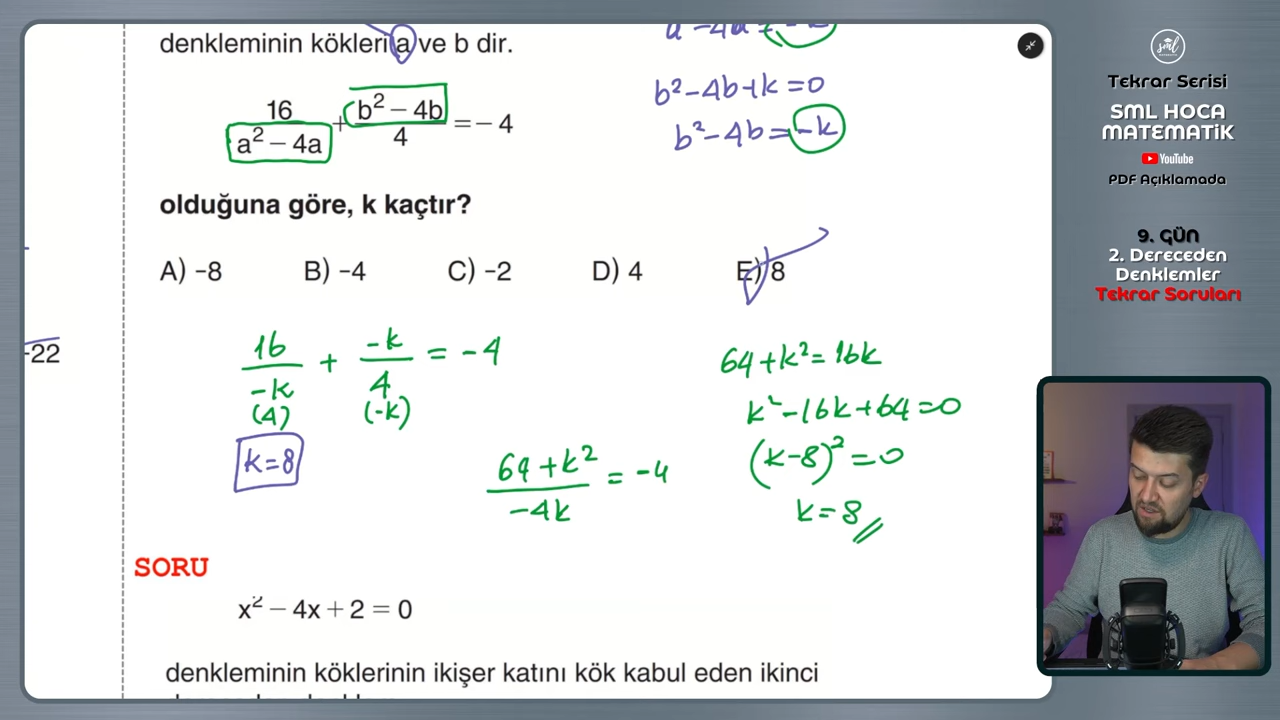 denkleminin kökleri a ve b dir.
16 / (a² – 4a) + (b² – 4b) / 4 = – 4
b² – 4b + k = 0
b² – 4b = –k
olduğuna göre, k kaçtır?
A) –8 B) –4 C) –2 D) 4 E) 8
-22
16 / –k + –k / 4 = –4
(4) (–k)
k = 8
64 + k² / –4k = –4
64 + k² = 16k
k² – 16k + 64 = 0
(k – 8)² = 0
k = 8
SORU
x² – 4x + 2 = 0
denkleminin köklerinin ikişer katını kök kabul eden ikinci
sml
Tekrar Serisi
SML HOCA
MATEMATİK
YouTube
PDF Açıklamada
9. GÜN
2. Dereceden
Denklemler
Tekrar Soruları